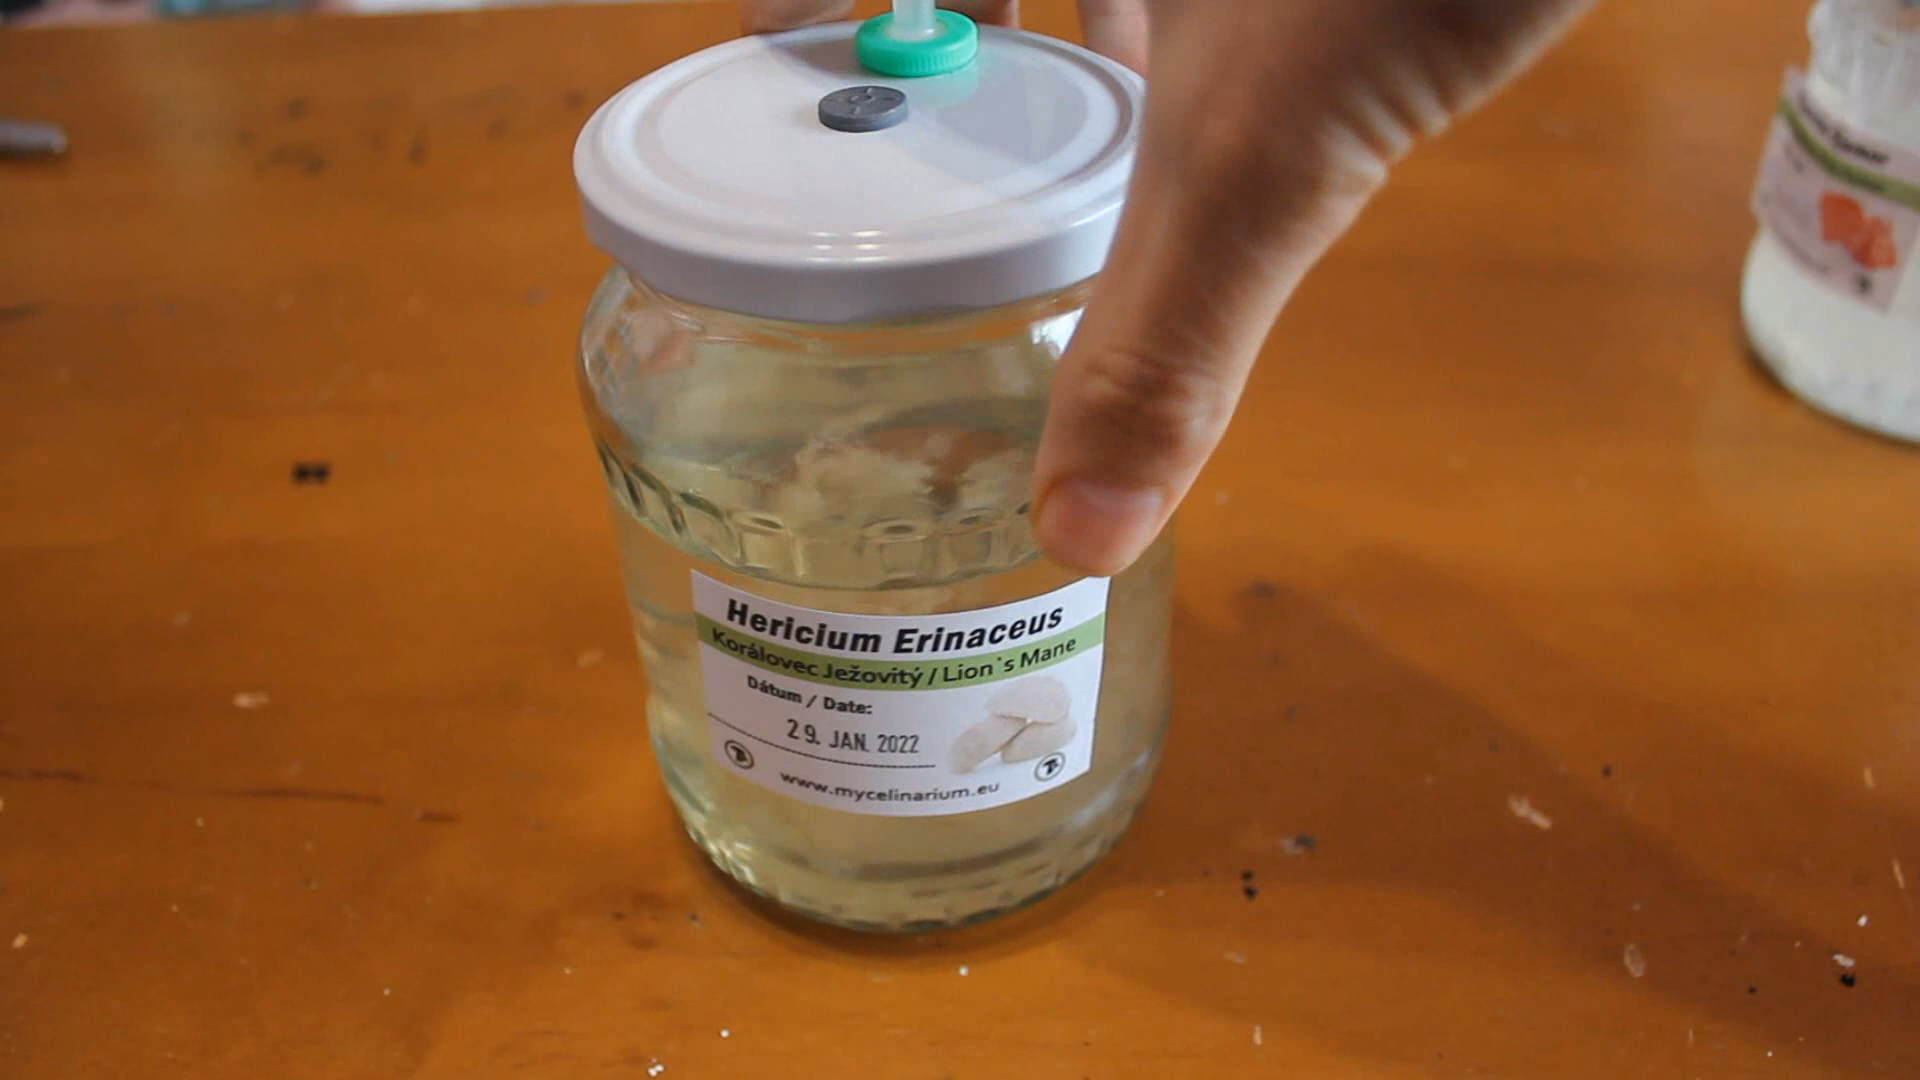 Hericium Erinaceus
Korálovec Ježovitý / Lion`s Mane
Dátum / Date:
29. JAN. 2022
www.mycelinarium.eu